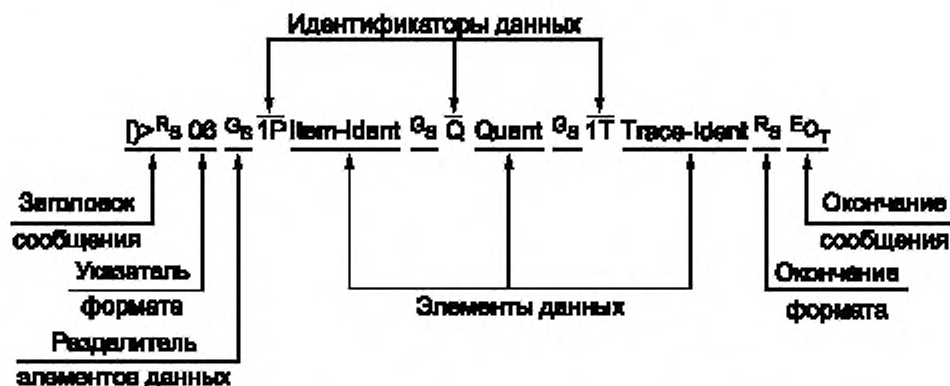 Идентификаторы данных
[)>RS 06 GS 1P Item-Ident GS Q Quant GS 1T Trace-Ident RS EOT
Заголовок
сообщения
Указатель
формата
Разделитель
элементов данных
Элементы данных
Окончание
сообщения
Окончание
формата